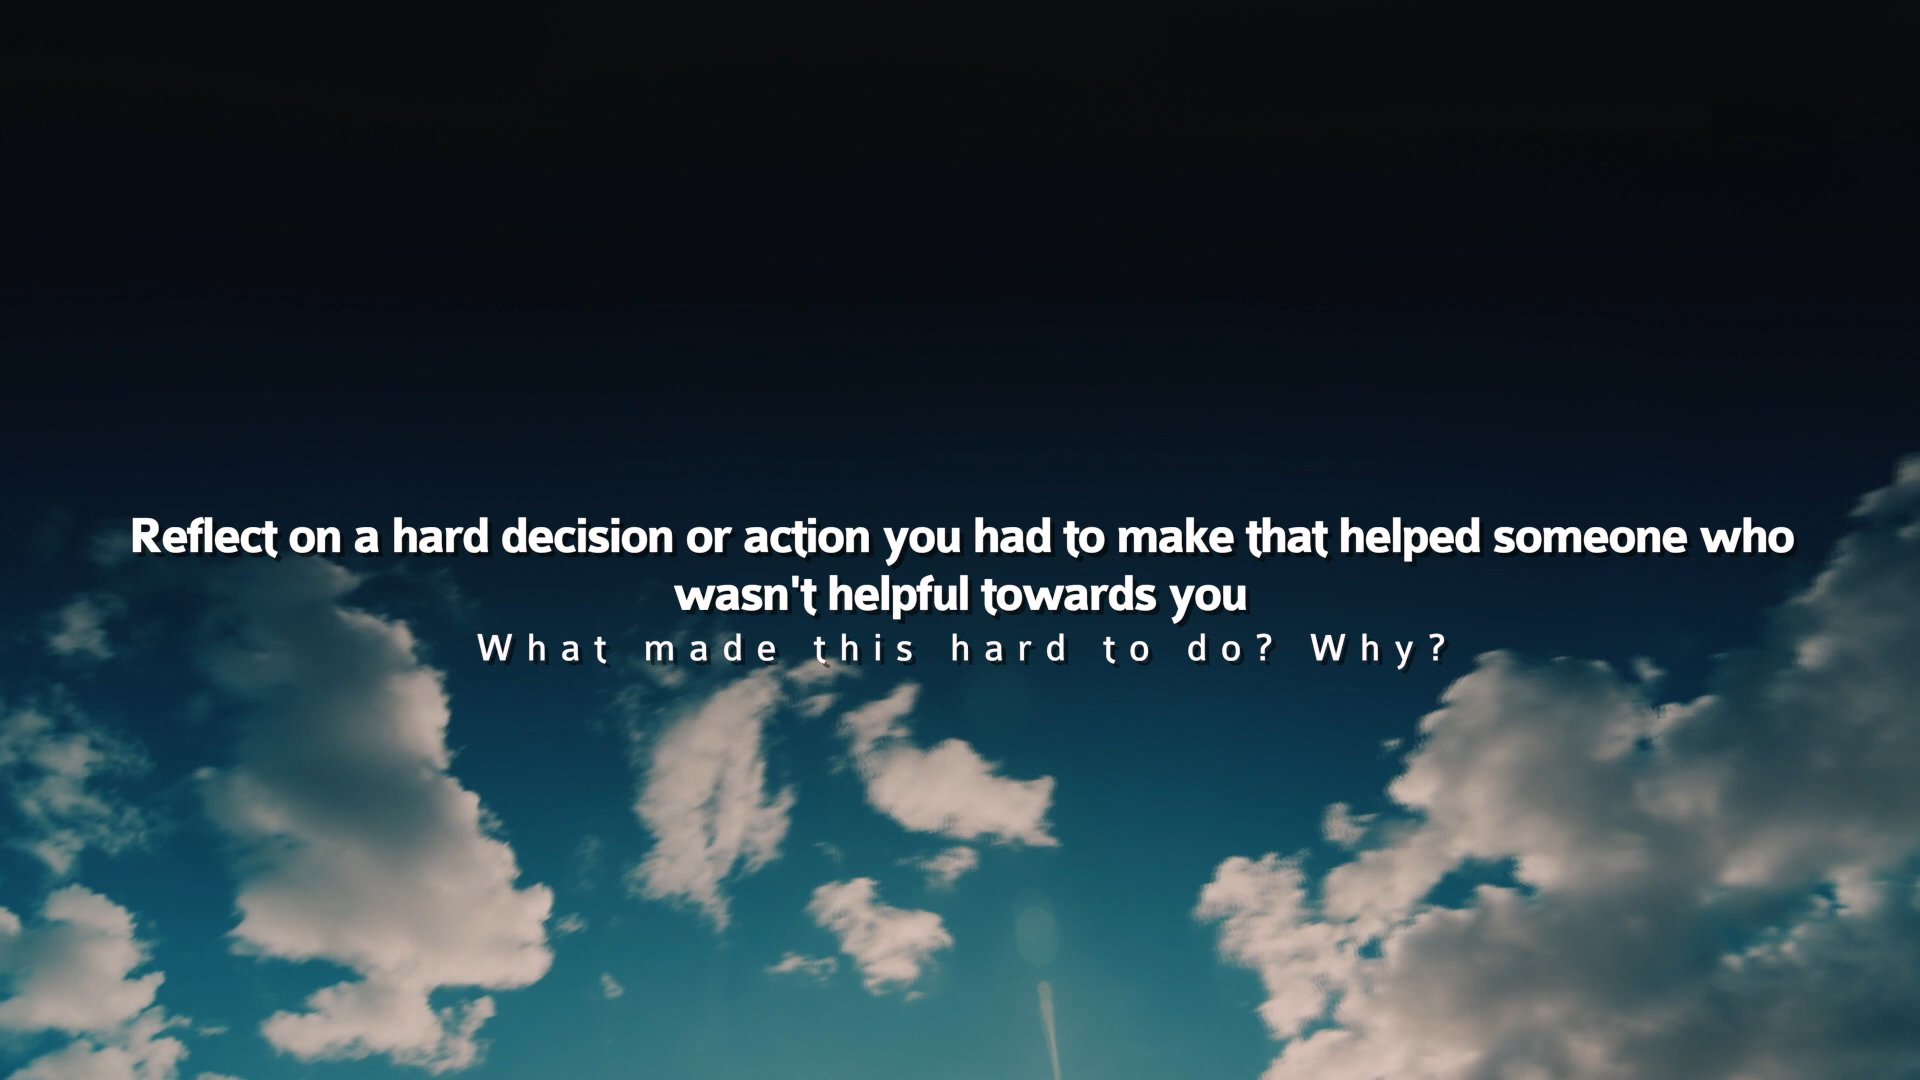 Reflect on a hard decision or action you had to make that helped someone who
wasn't helpful towards you
What made this hard to do? Why?